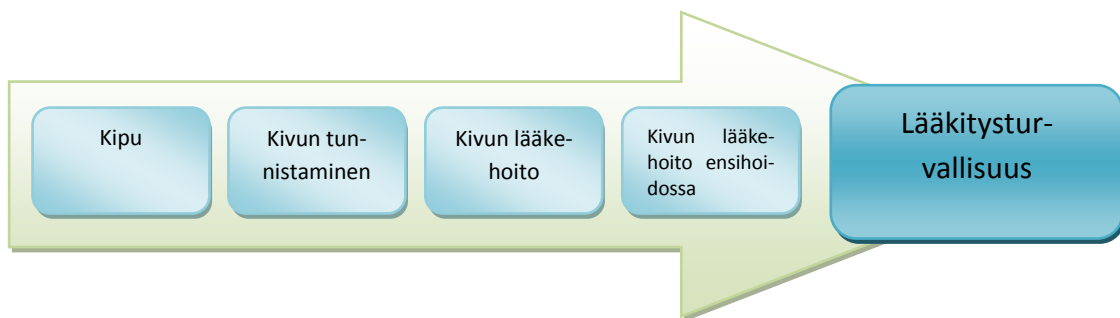 Kipu
Kivun tun-
nistaminen
Kivun lääke-
hoito
Kivun lääke-
hoito ensihoi-
dossa
Lääkitystur-
vallisuus